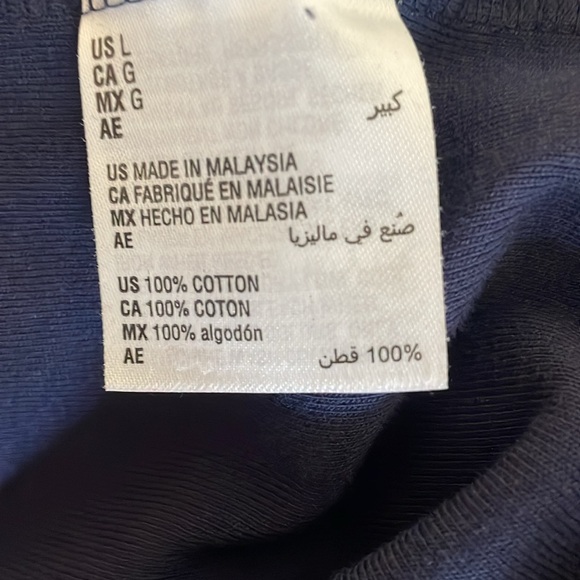 US L
CA G
MX G
AE كبير
US MADE IN MALAYSIA
CA FABRIQUÉ EN MALAISIE
MX HECHO EN MALASIA
AE صُنع في ماليزيا
US 100% COTTON
CA 100% COTON
MX 100% algodón
AE 100% قطن